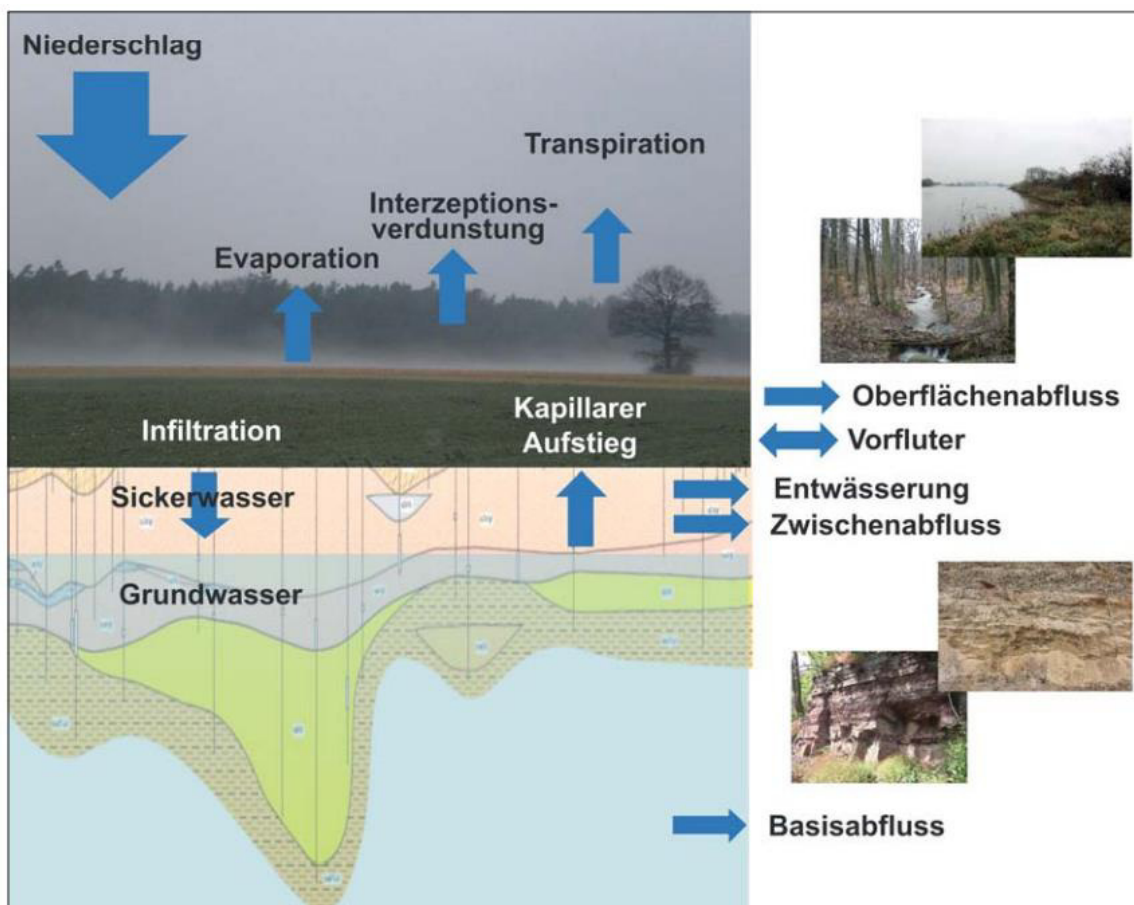 Niederschlag
Transpiration
Interzeptions-
verdunstung
Evaporation
Infiltration
Kapillarer
Aufstieg
Oberflächenabfluss
Vorfluter
Sickerwasser
Entwässerung
Zwischenabfluss
Grundwasser
Basisabfluss